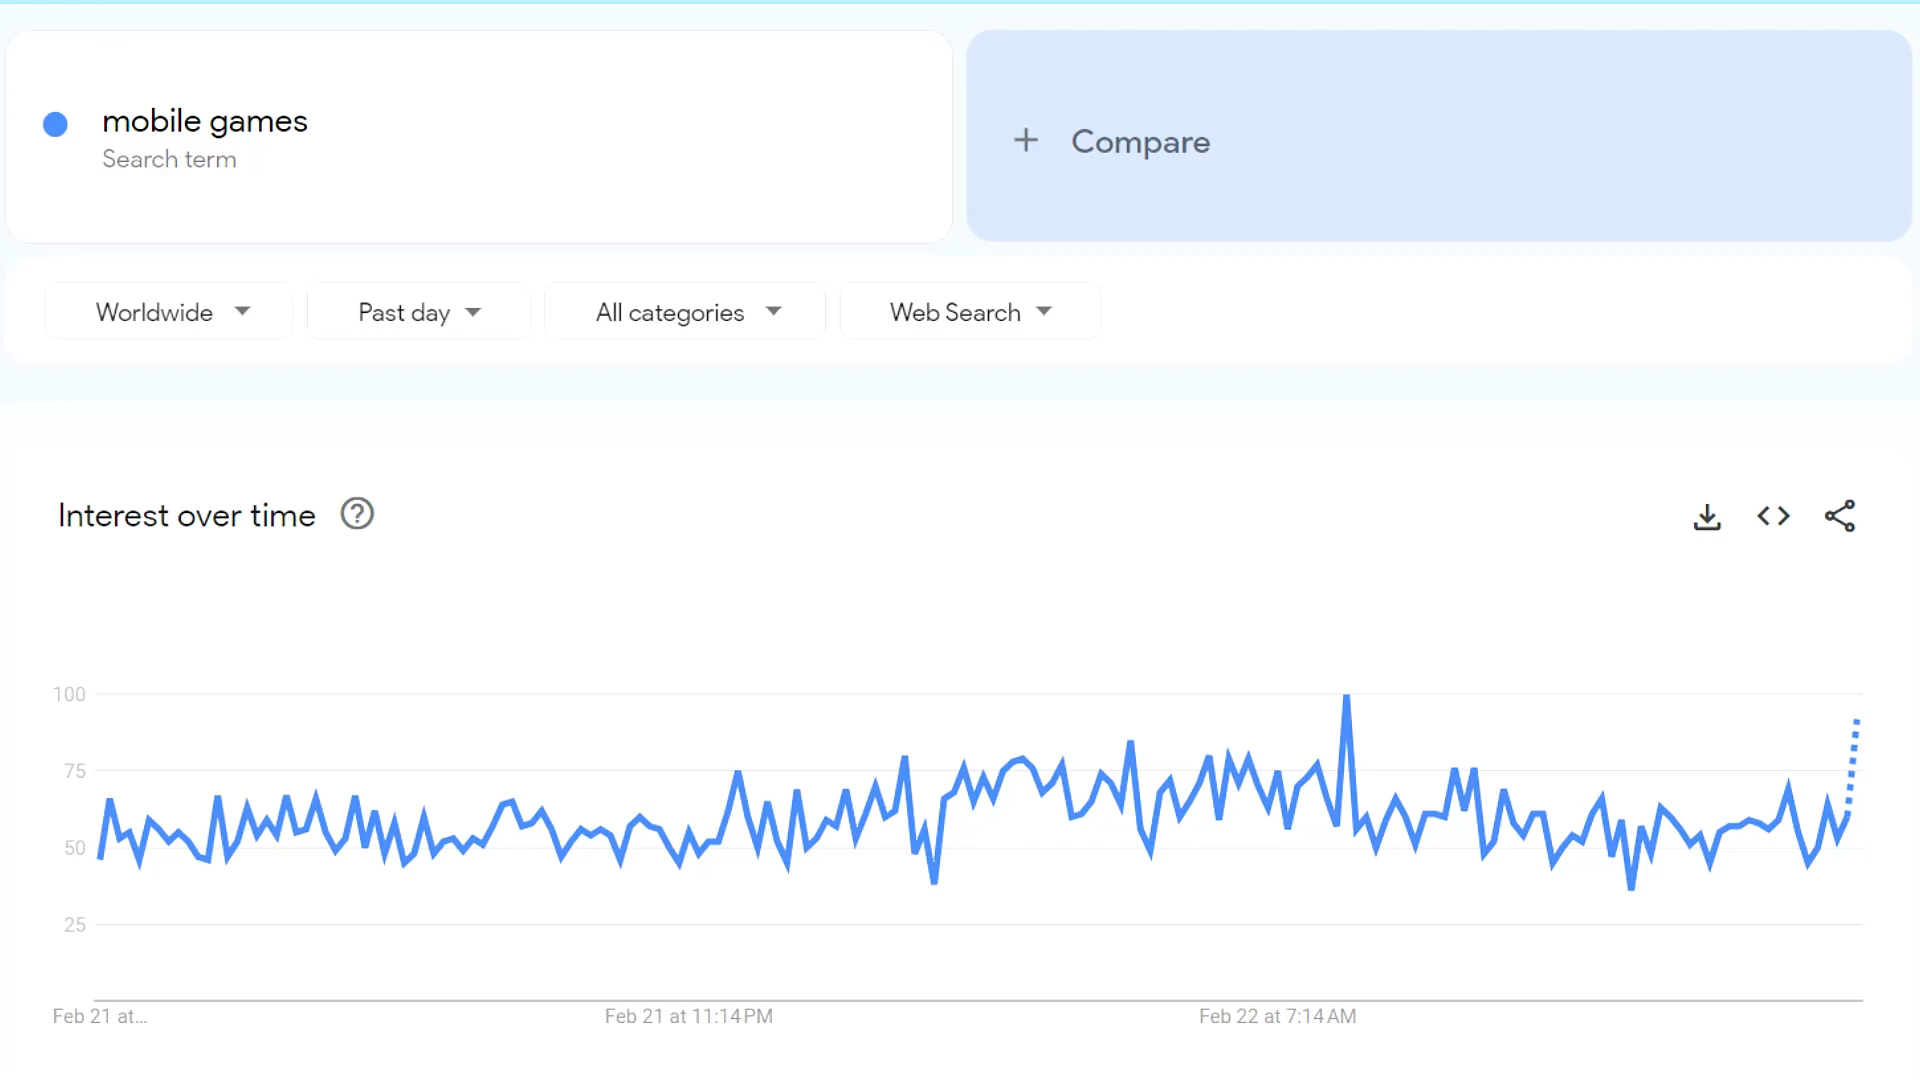 mobile games
Search term
+ Compare
Worldwide
Past day
All categories
Web Search
Interest over time ?
100
75
50
25
Feb 21 at...
Feb 21 at 11:14 PM
Feb 22 at 7:14 AM